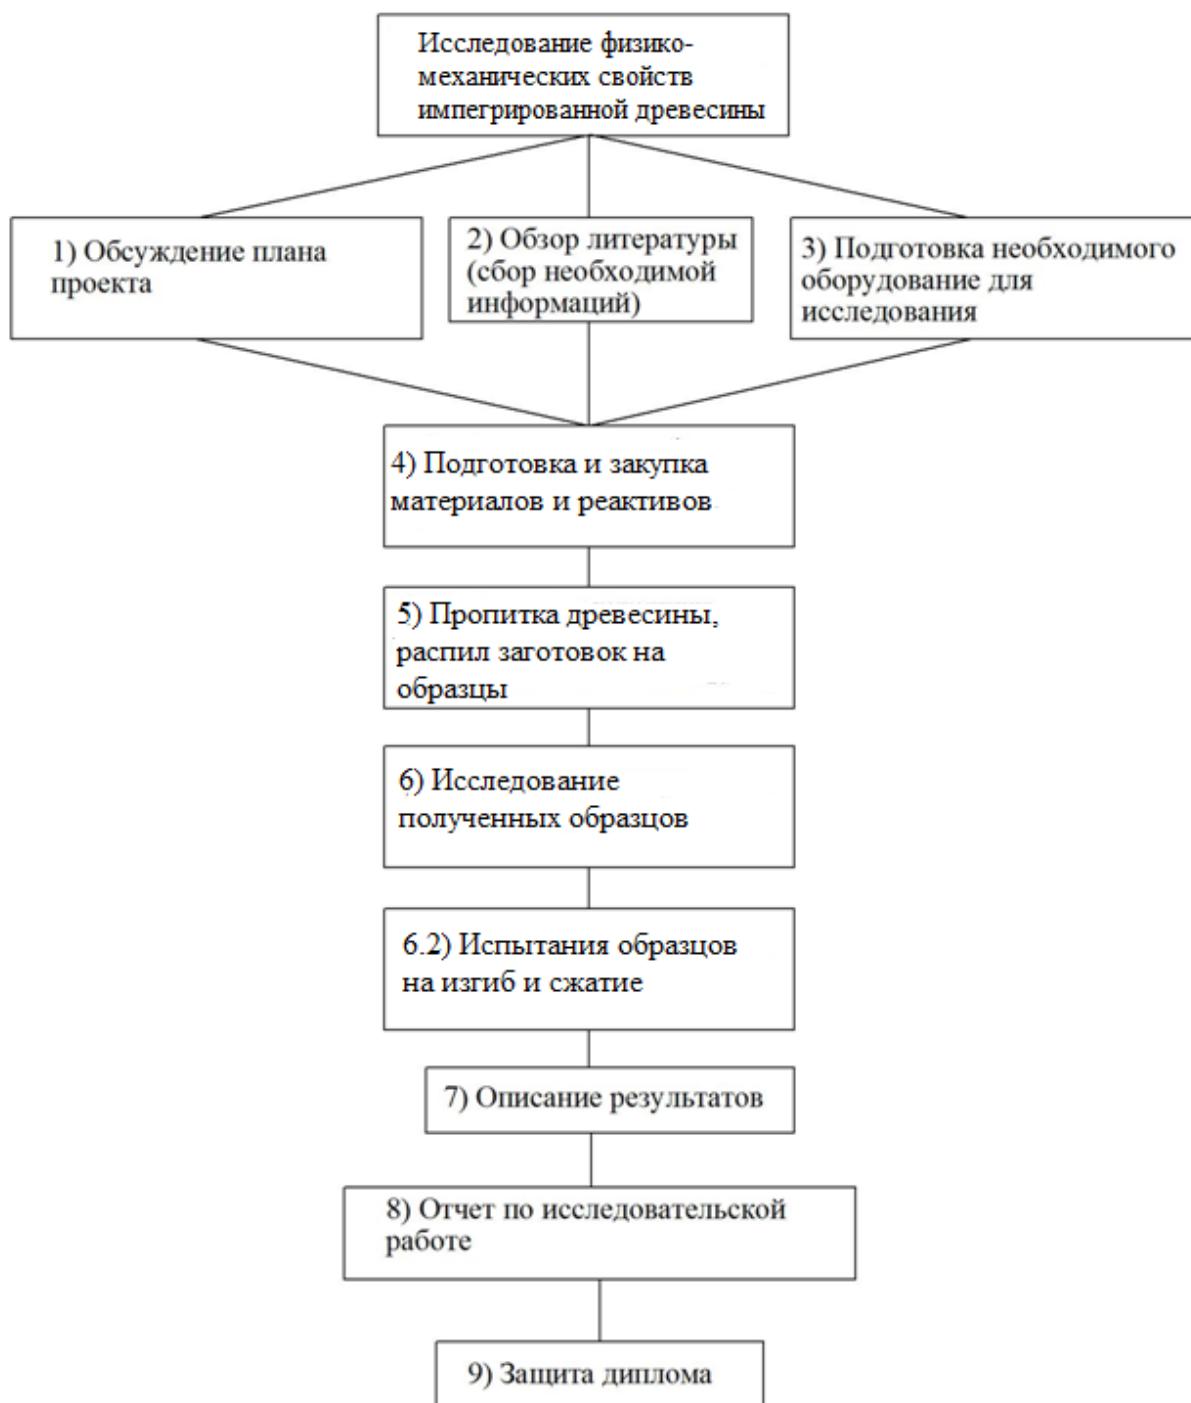 Исследование физико-
механических свойств
импегрированной древесины
1) Обсуждение плана
проекта
2) Обзор литературы
(сбор необходимой
информаций)
3) Подготовка необходимого
оборудование для
исследования
4) Подготовка и закупка
материалов и реактивов
5) Пропитка древесины,
распил заготовок на
образцы
6) Исследование
полученных образцов
6.2) Испытания образцов
на изгиб и сжатие
7) Описание результатов
8) Отчет по исследовательской
работе
9) Защита диплома